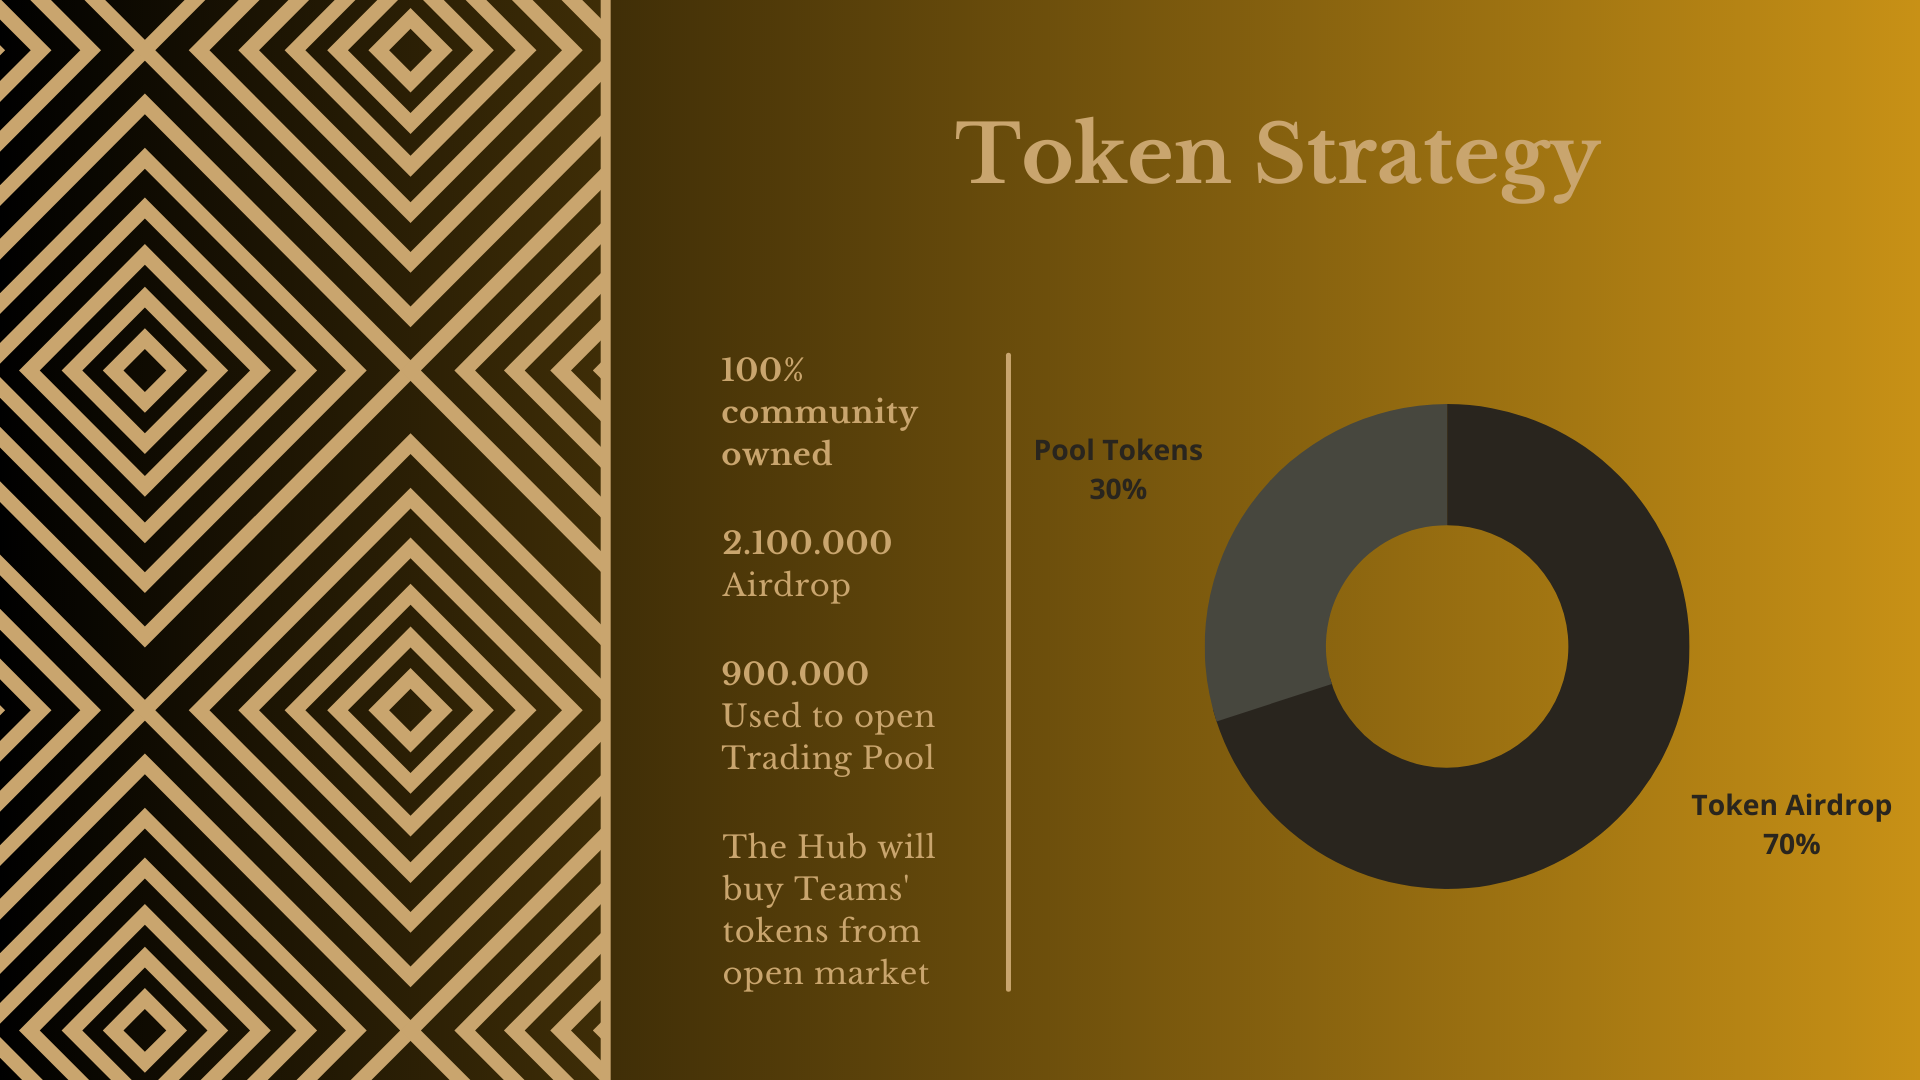 Token Strategy
100%
community
owned
2.100.000
Airdrop
900.000
Used to open
Trading Pool
The Hub will
buy Teams'
tokens from
open market
Pool Tokens
30%
Token Airdrop
70%